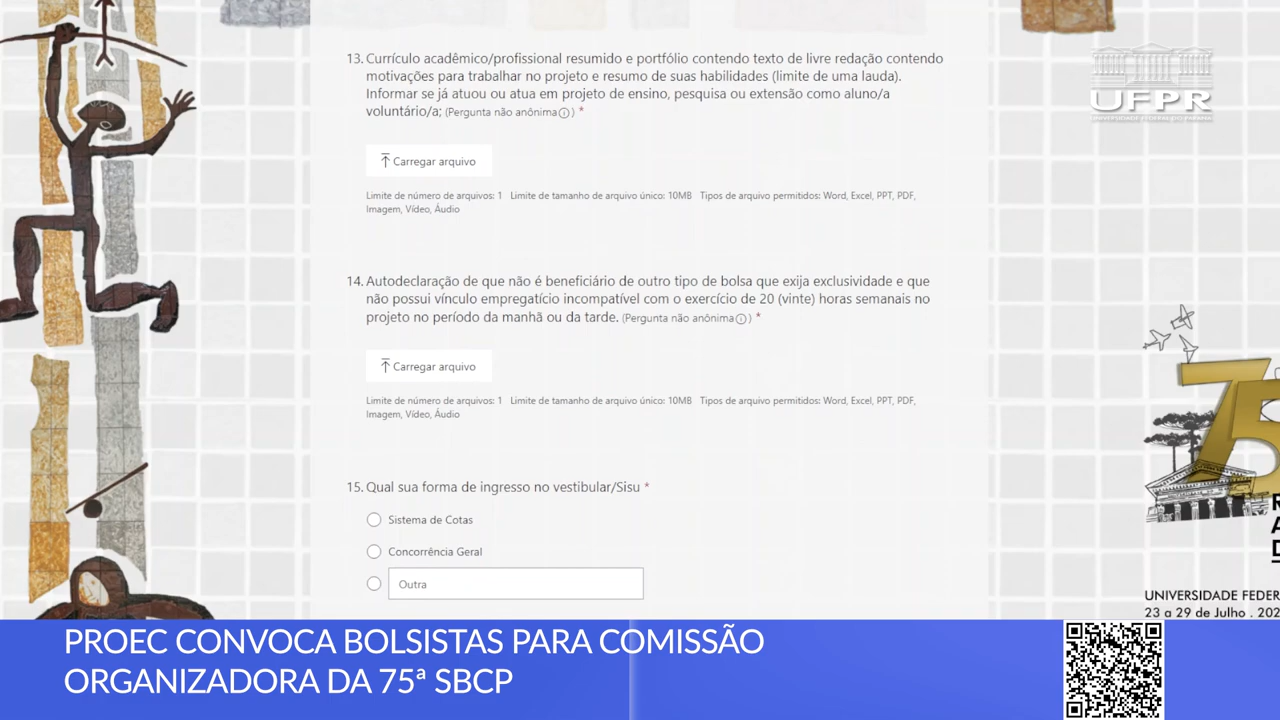 13. Currículo acadêmico/profissional resumido e portfólio contendo texto de livre redação contendo
motivações para trabalhar no projeto e resumo de suas habilidades (limite de uma lauda).
Informar se já atuou ou atua em projeto de ensino, pesquisa ou extensão como aluno/a
voluntário/a; (Pergunta não anônima) *
Carregar arquivo
Limite de número de arquivos: 1 Limite de tamanho de arquivo único: 10MB Tipos de arquivo permitidos: Word, Excel, PPT, PDF,
Imagem, Vídeo, Áudio
14. Autodeclaração de que não é beneficiário de outro tipo de bolsa que exija exclusividade e que
não possui vínculo empregatício incompatível com o exercício de 20 (vinte) horas semanais no
projeto no período da manhã ou da tarde. (Pergunta não anônima) *
Carregar arquivo
Limite de número de arquivos: 1 Limite de tamanho de arquivo único: 10MB Tipos de arquivo permitidos: Word, Excel, PPT, PDF,
Imagem, Vídeo, Áudio
15. Qual sua forma de ingresso no vestibular/Sisu *
Sistema de Cotas
Concorrência Geral
Outra
UFPR
UNIVERSIDADE FEDERAL DO PARANÁ
75
R
A
D
UNIVERSIDADE FEDER
23 a 29 de Julho . 202
PROEC CONVOCA BOLSISTAS PARA COMISSÃO
ORGANIZADORA DA 75ª SBCP